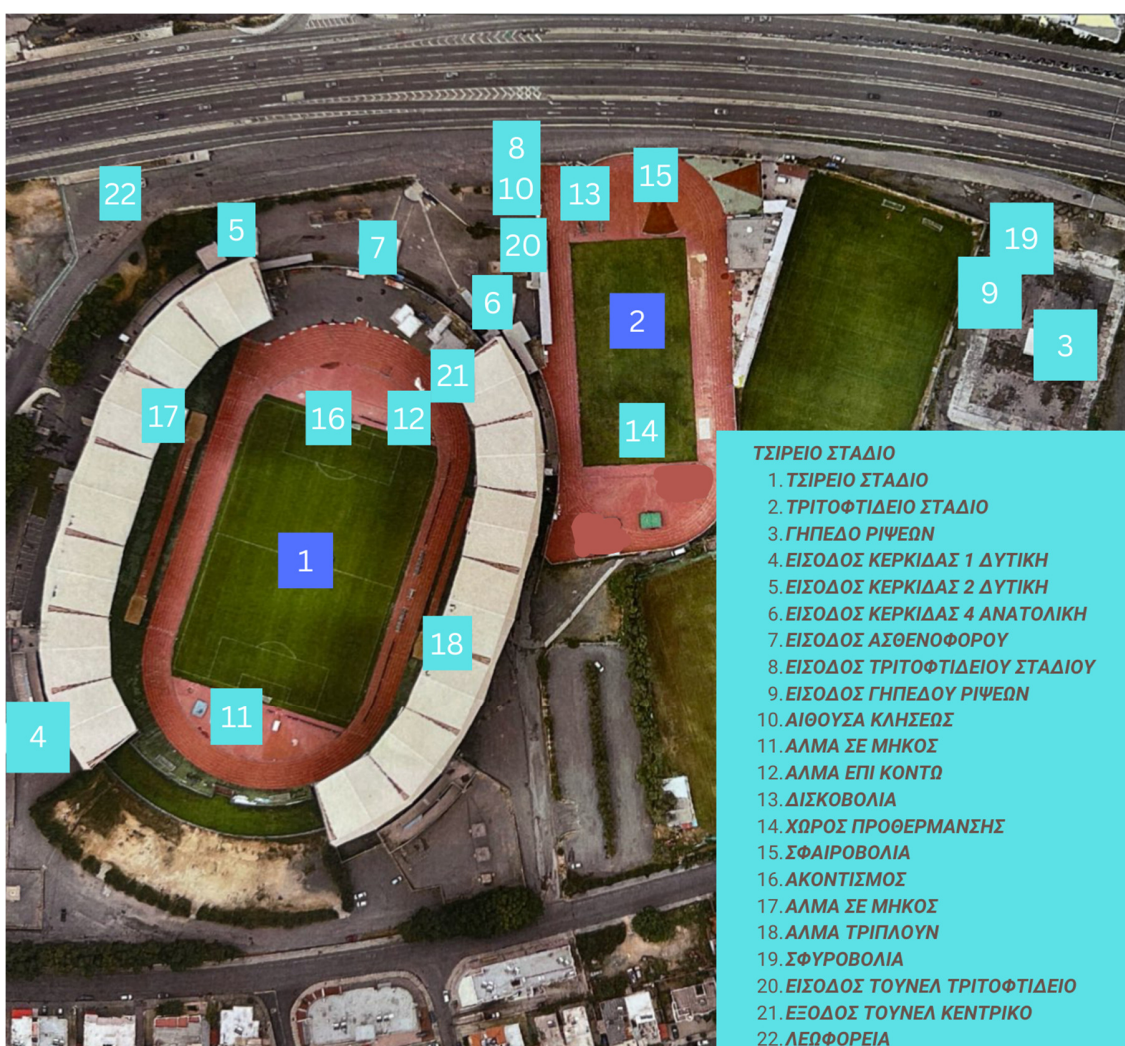 8
15
22
10
13
5
19
7
20
9
6
2
3
21
17
16
12
14
1
18
11
4
ΤΣΙΡΕΙΟ ΣΤΑΔΙΟ
1. ΤΣΙΡΕΙΟ ΣΤΑΔΙΟ
2. ΤΡΙΤΟΦΤΙΔΕΙΟ ΣΤΑΔΙΟ
3. ΓΗΠΕΔΟ ΡΙΨΕΩΝ
4. ΕΙΣΟΔΟΣ ΚΕΡΚΙΔΑΣ 1 ΔΥΤΙΚΗ
5. ΕΙΣΟΔΟΣ ΚΕΡΚΙΔΑΣ 2 ΔΥΤΙΚΗ
6. ΕΙΣΟΔΟΣ ΚΕΡΚΙΔΑΣ 4 ΑΝΑΤΟΛΙΚΗ
7. ΕΙΣΟΔΟΣ ΑΣΘΕΝΟΦΟΡΟΥ
8. ΕΙΣΟΔΟΣ ΤΡΙΤΟΦΤΙΔΕΙΟΥ ΣΤΑΔΙΟΥ
9. ΕΙΣΟΔΟΣ ΓΗΠΕΔΟΥ ΡΙΨΕΩΝ
10. ΑΙΘΟΥΣΑ ΚΛΗΣΕΩΣ
11. ΑΛΜΑ ΣΕ ΜΗΚΟΣ
12. ΑΛΜΑ ΕΠΙ ΚΟΝΤΩ
13. ΔΙΣΚΟΒΟΛΙΑ
14. ΧΩΡΟΣ ΠΡΟΘΕΡΜΑΝΣΗΣ
15. ΣΦΑΙΡΟΒΟΛΙΑ
16. ΑΚΟΝΤΙΣΜΟΣ
17. ΑΛΜΑ ΣΕ ΜΗΚΟΣ
18. ΑΛΜΑ ΤΡΙΠΛΟΥΝ
19. ΣΦΥΡΟΒΟΛΙΑ
20. ΕΙΣΟΔΟΣ ΤΟΥΝΕΛ ΤΡΙΤΟΦΤΙΔΕΙΟ
21. ΕΞΟΔΟΣ ΤΟΥΝΕΛ ΚΕΝΤΡΙΚΟ
22. ΛΕΩΦΟΡΕΙΑ